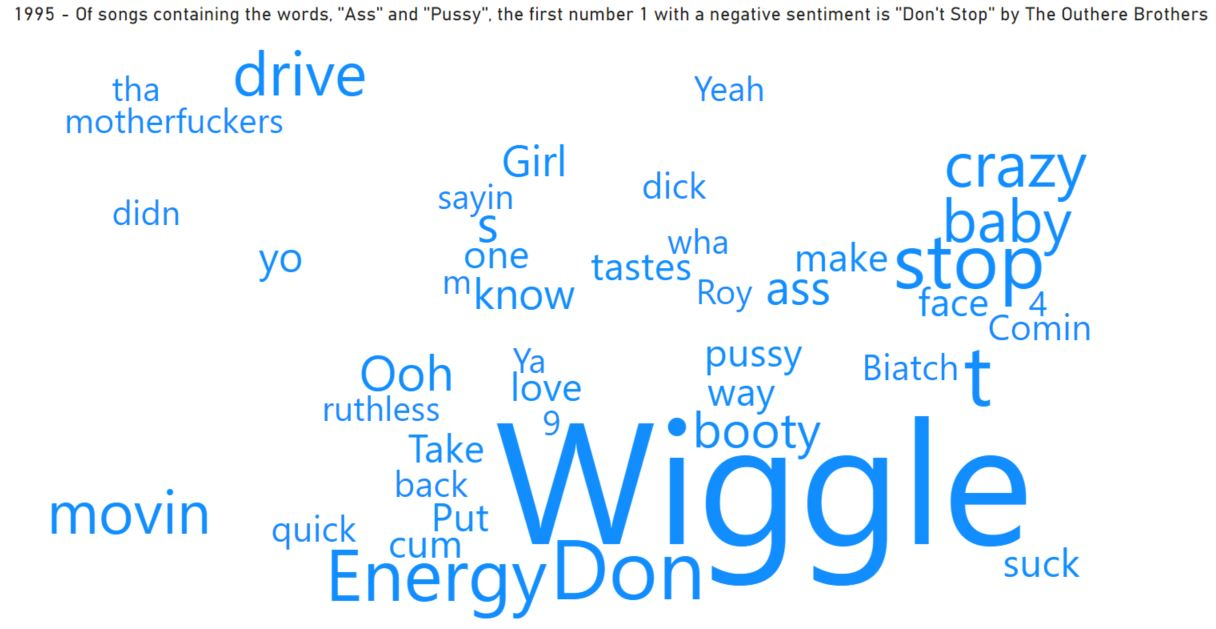 1995 - Of songs containing the words, "Ass" and "Pussy", the first number 1 with a negative sentiment is "Don't Stop" by The Outhere Brothers
drive
tha
Yeah
motherfuckers
Girl
crazy
dick
sayin
didn
baby
s
wha
one
yo
make
stop
tastes
m
know
Roy
ass
face
4
Comin
Ya
pussy
Ooh
Biatch
t
love
way
ruthless
9
booty
Take
Wiggle
back
movin
Put
quick
cum
suck
Energy
Don